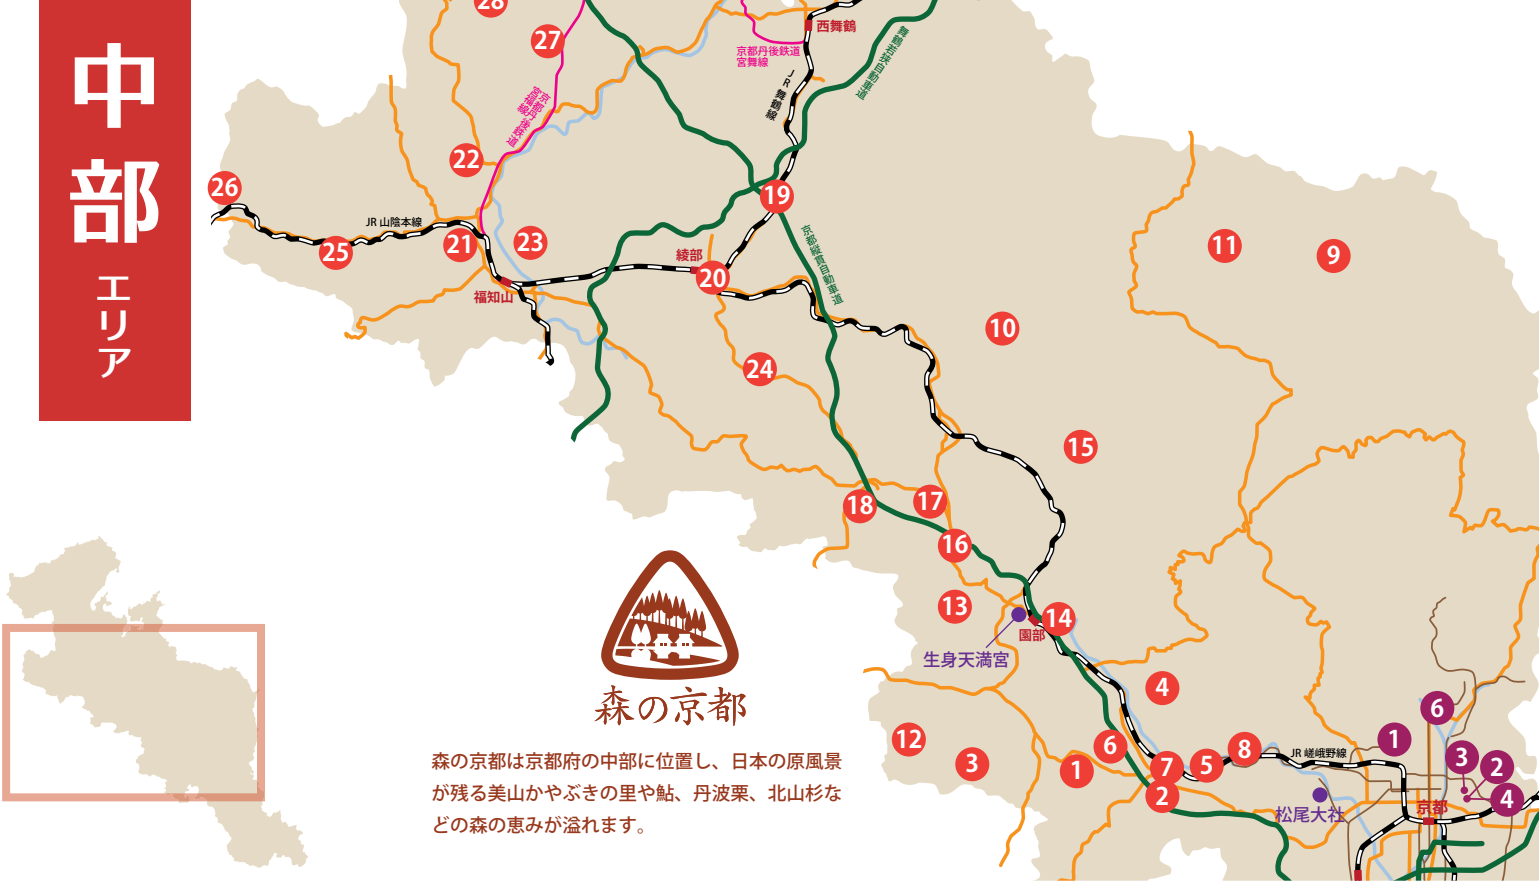 中部
エリア
28
27
西舞鶴
京都丹後鉄道
宮舞線
舞鶴若狭自動車道
JR舞鶴線
京都丹後鉄道
宮福線
22
26
19
JR 山陰本線
25
21
23
綾部
20
京都縦貫自動車道
福知山
11
9
10
24
15
18
17
16
13
14
園部
生身天満宮
4
12
3
1
6
7
5
8
2
JR 嵯峨野線
1
6
3
2
4
京都
松尾大社
森の京都
森の京都は京都府の中部に位置し、日本の原風景
が残る美山かやぶきの里や鮎、丹波栗、北山杉な
どの森の恵みが溢れます。